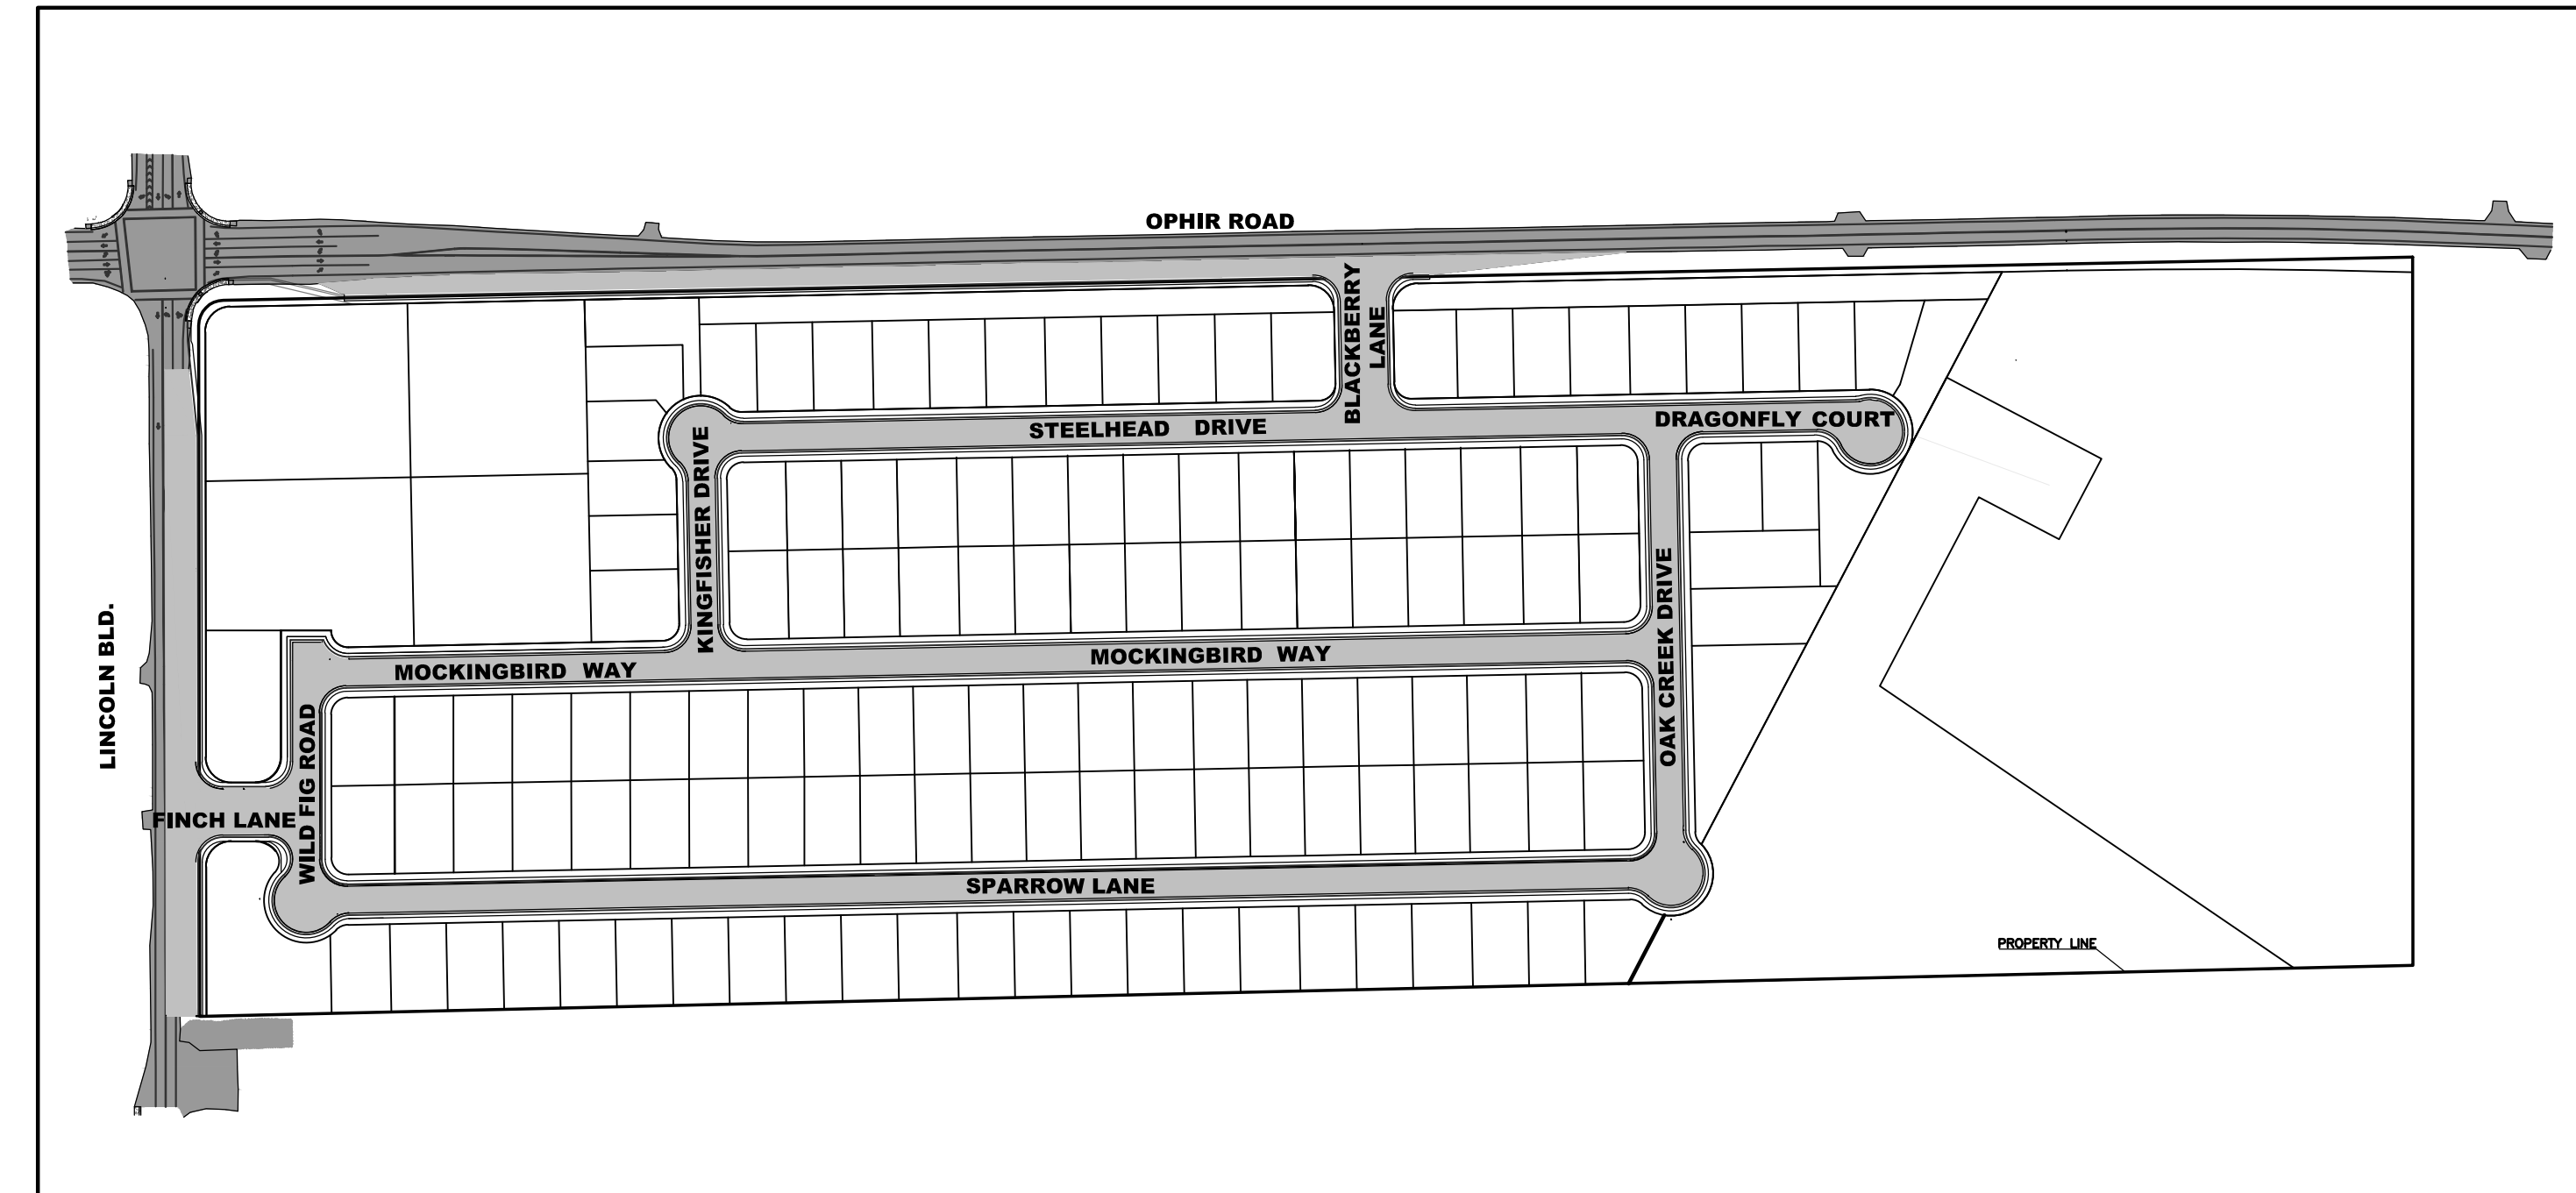 OPHIR ROAD
BLACKBERRY
LANE
DRAGONFLY COURT
STEELHEAD DRIVE
KINGFISHER DRIVE
OAK CREEK DRIVE
LINCOLN BLD.
MOCKINGBIRD WAY
MOCKINGBIRD WAY
WILD FIG ROAD
FINCH LANE
SPARROW LANE
PROPERTY LINE